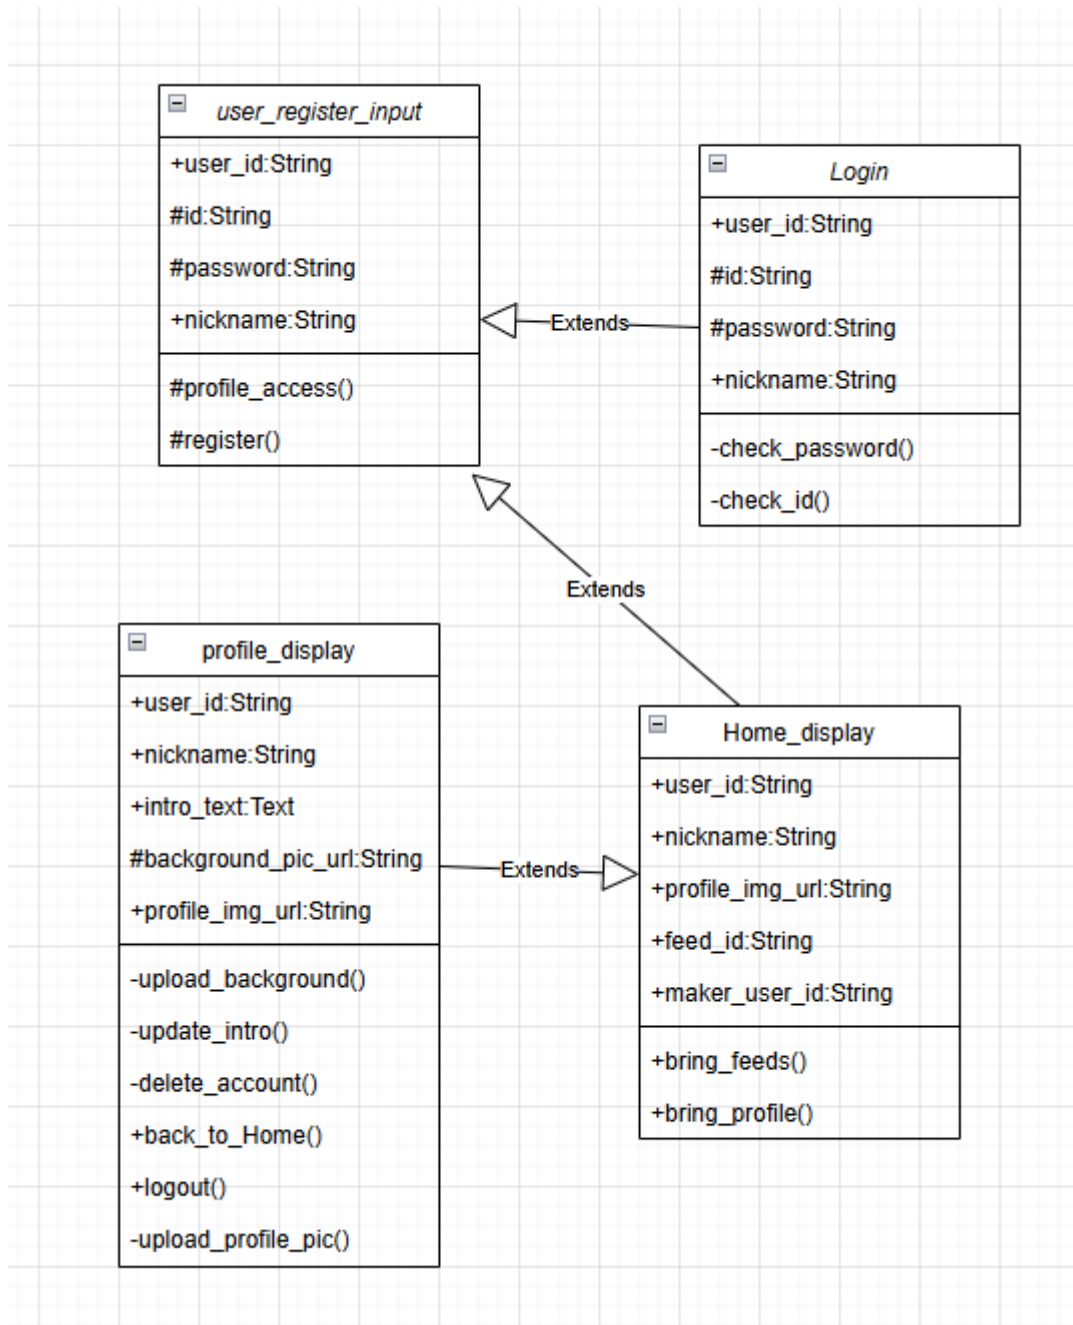 user_register_input
+user_id:String
#id:String
#password:String
+nickname:String
#profile_access()
#register()
Login
+user_id:String
#id:String
#password:String
+nickname:String
-check_password()
-check_id()
Extends
Extends
profile_display
+user_id:String
+nickname:String
+intro_text:Text
#background_pic_url:String
+profile_img_url:String
-upload_background()
-update_intro()
-delete_account()
+back_to_Home()
+logout()
-upload_profile_pic()
Extends
Home_display
+user_id:String
+nickname:String
+profile_img_url:String
+feed_id:String
+maker_user_id:String
+bring_feeds()
+bring_profile()